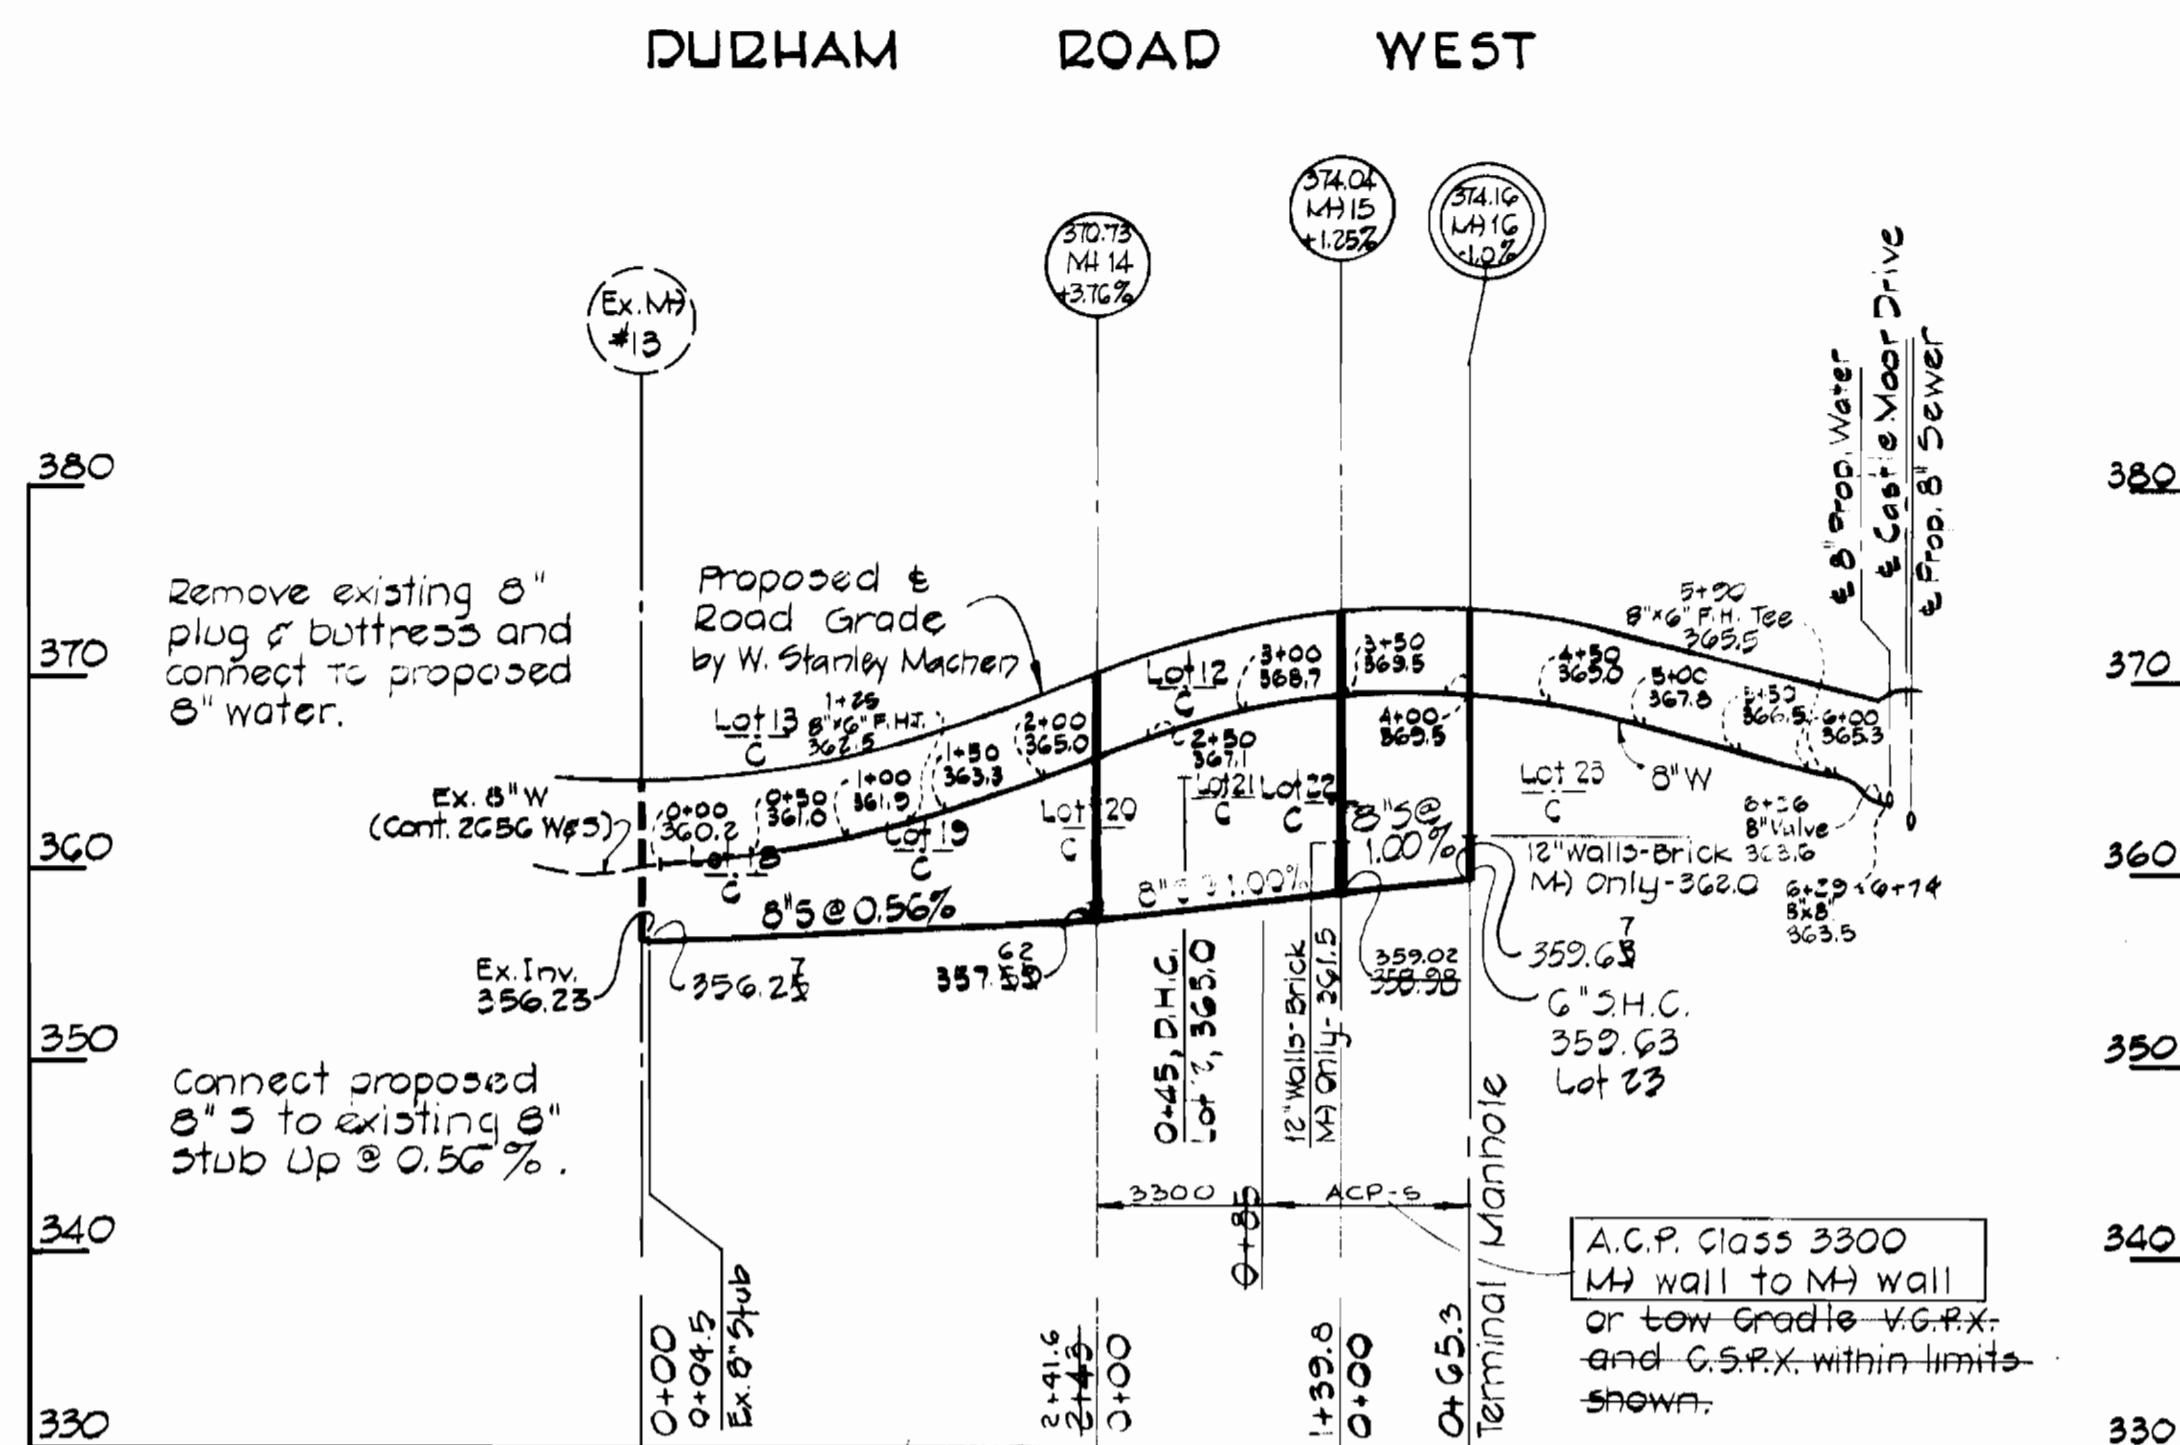 DURHAM ROAD WEST
Ex. MH
#13
370.73
MH 14
+3.76%
374.04
MH 15
+1.25%
374.16
MH 16
-1.0%
380
370
360
350
340
330
380
370
360
350
340
330
Remove existing 8"
plug & buttress and
connect to proposed
8" water.
Proposed ℄
Road Grade
by W. Stanley Machen
℄ 8" Prop. Water
℄ Castle Moor Drive
℄ Prop. 8" Sewer
5+90
8"x6" F.H. Tee
365.5
Ex. 8" W
(Cont. 2656 W&S)
Lot 13
C
1+25
8"x6" F.H.T.
362.5
0+00
360.2
0+50
361.0
1+00
361.9
1+50
363.3
2+00
365.0
Lot 12
C
2+50
367.1
3+00
368.7
3+50
369.5
4+00
369.5
4+50
5+00
367.8
5+50
366.5
6+00
365.3
Lot 18
C
Lot 19
C
Lot 20
C
Lot 21
C
Lot 22
C
Lot 23
C
8" W
8"S @ 0.56%
8" S @ 1.00%
8"S @
1.00%
8" Valve
363.6
12" Walls-Brick
MH Only-362.0
8"x8"
363.5
Ex. Inv.
356.23
356.2
7
62
357.
359.02
358.98
7
359.6
6" S.H.C.
359.63
Lot 23
0+45, D.H.C.
365.0
12" Walls-Brick
MH Only-361.5
Connect proposed
8" S to existing 8"
stub up @ 0.56%.
3300
0+85
ACP-S
Terminal Manhole
A.C.P. Class 3300
MH wall to MH wall
or Low Cradle V.C.P.X.
and C.S.P.X. within limits
shown.
0+00
0+04.5
Ex. 8" Stub
2+41.6
2+43
0+00
1+39.8
0+00
0+65.3